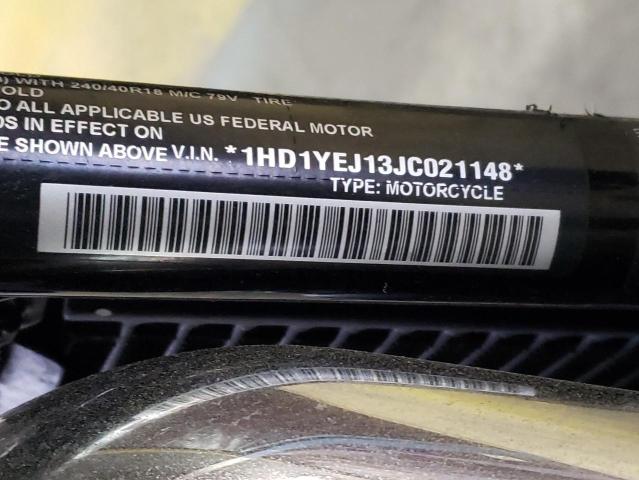 WITH 240/40R18 M/C 79V TIRE
OLD
O ALL APPLICABLE US FEDERAL MOTOR
DS IN EFFECT ON
E SHOWN ABOVE V.I.N. *1HD1YEJ13JC021148*
TYPE: MOTORCYCLE